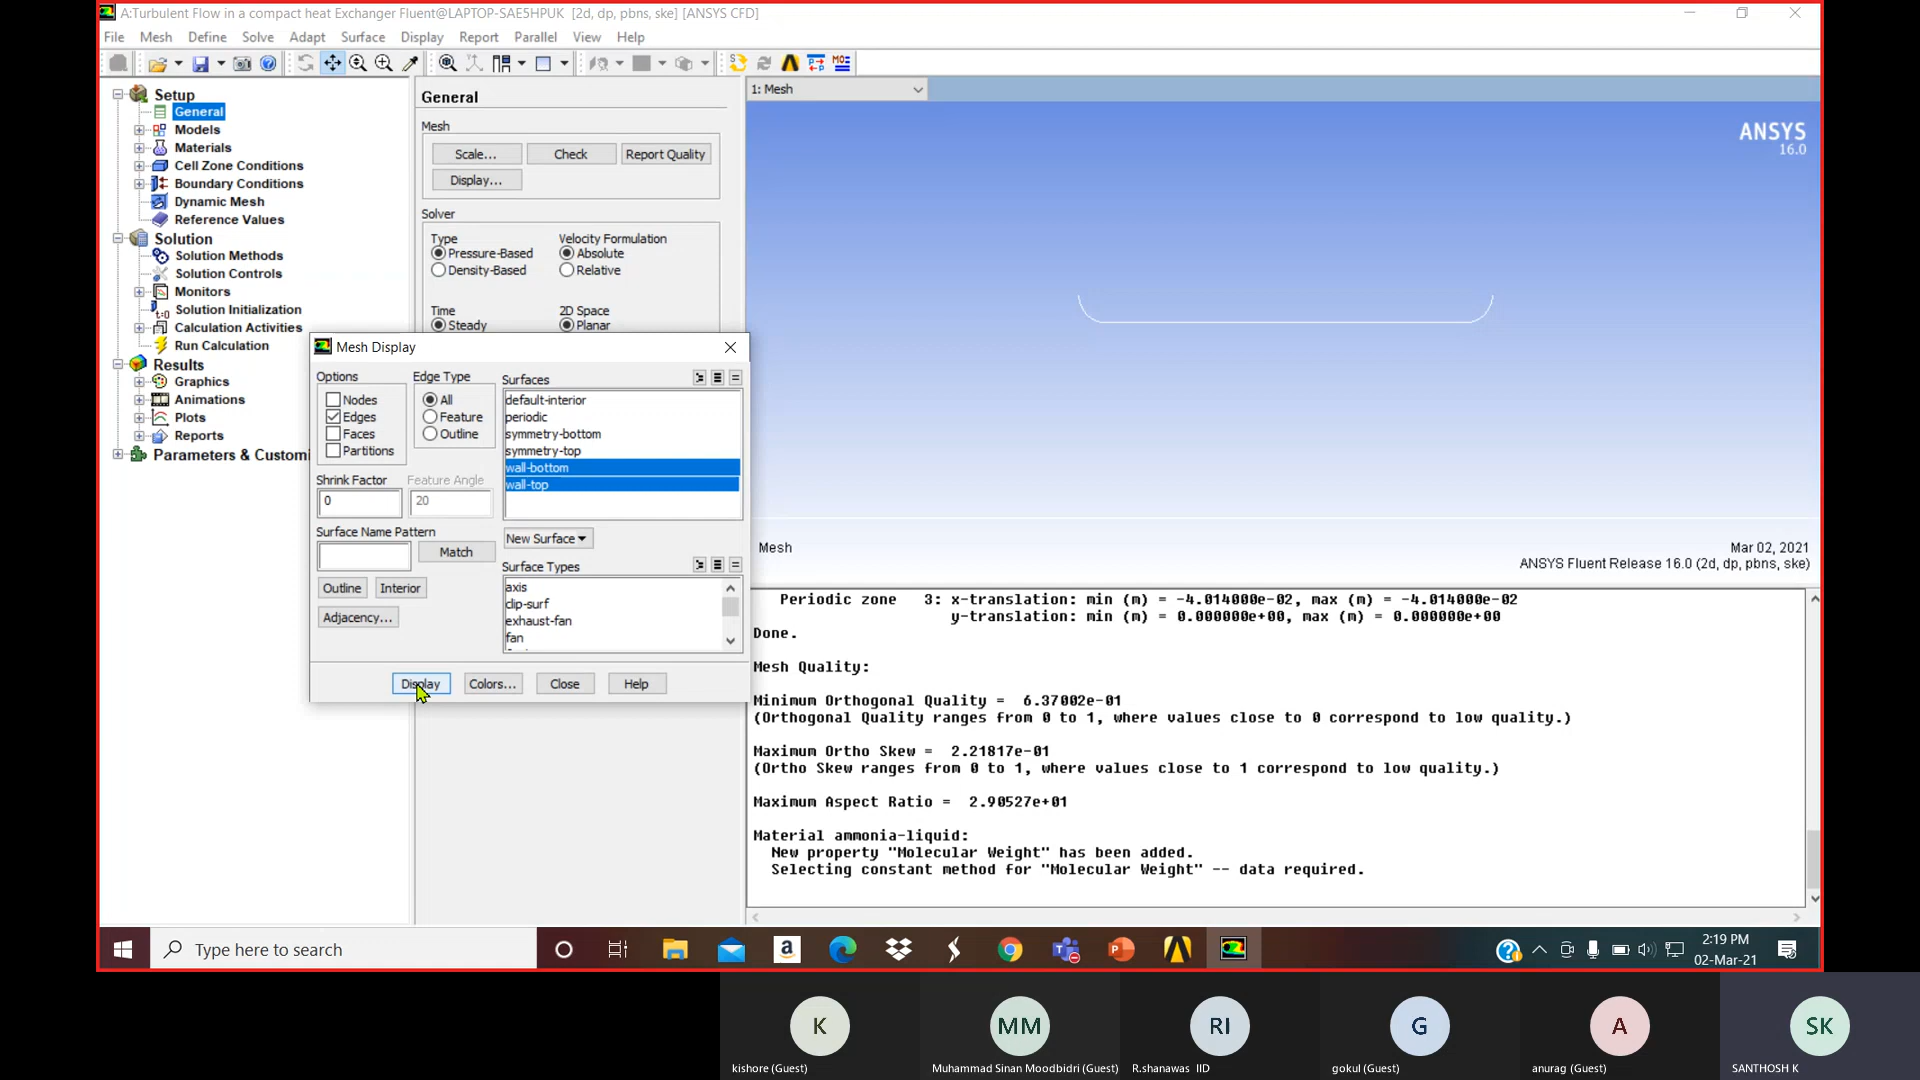 A:Turbulent Flow in a compact heat Exchanger Fluent@LAPTOP-SAE5HPUK [2d, dp, pbns, ske] [ANSYS CFD]
File Mesh Define Solve Adapt Surface Display Report Parallel View Help
Setup
General
Models
Materials
Cell Zone Conditions
Boundary Conditions
Dynamic Mesh
Reference Values
Solution
Solution Methods
Solution Controls
Monitors
Solution Initialization
Calculation Activities
Run Calculation
Results
Graphics
Animations
Plots
Reports
Parameters & Customi
General
Mesh
Scale... Check Report Quality
Display...
Solver
Type Velocity Formulation
Pressure-Based Absolute
Density-Based Relative
Time 2D Space
Steady Planar
Mesh Display
Options Edge Type Surfaces
Nodes
Edges
Faces
Partitions
All
Feature
Outline
default-interior
periodic
symmetry-bottom
symmetry-top
wall-bottom
wall-top
Shrink Factor Feature Angle
0 20
Surface Name Pattern
Match
New Surface
Outline Interior
Adjacency...
Surface Types
axis
clip-surf
exhaust-fan
fan
Display Colors... Close Help
1: Mesh
ANSYS
16.0
Mesh
Mar 02, 2021
ANSYS Fluent Release 16.0 (2d, dp, pbns, ske)
Periodic zone 3: x-translation: min (m) = -4.014000e-02, max (m) = -4.014000e-02
y-translation: min (m) = 0.000000e+00, max (m) = 0.000000e+00
Done.
Mesh Quality:
Minimum Orthogonal Quality = 6.37002e-01
(Orthogonal Quality ranges from 0 to 1, where values close to 0 correspond to low quality.)
Maximum Ortho Skew = 2.21817e-01
(Ortho Skew ranges from 0 to 1, where values close to 1 correspond to low quality.)
Maximum Aspect Ratio = 2.90527e+01
Material ammonia-liquid:
New property "Molecular Weight" has been added.
Selecting constant method for "Molecular Weight" -- data required.
Type here to search
2:19 PM
02-Mar-21
K MM RI G A SK
kishore (Guest) Muhammad Sinan Moodbidri (Guest) R.shanawas IID gokul (Guest) anurag (Guest) SANTHOSH K